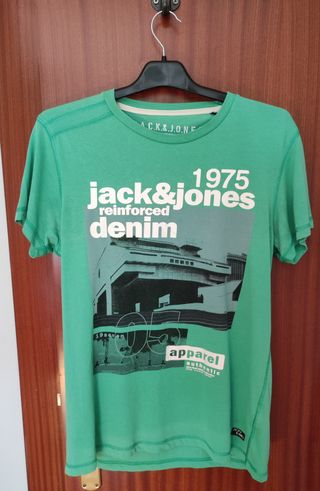 JACK&JONES
1975
jack&jones
reinforced
denim
05
apparel
authentic